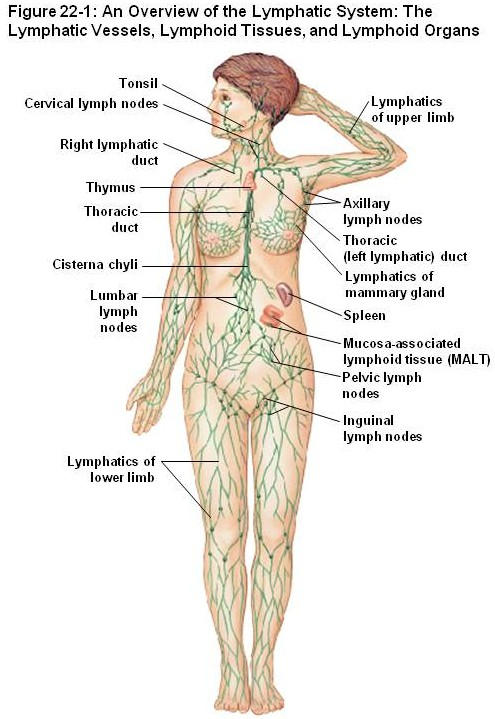 Figure 22-1: An Overview of the Lymphatic System: The
Lymphatic Vessels, Lymphoid Tissues, and Lymphoid Organs
Tonsil
Cervical lymph nodes
Right lymphatic
duct
Thymus
Thoracic
duct
Cisterna chyli
Lumbar
lymph
nodes
Lymphatics of
lower limb
Lymphatics
of upper limb
Axillary
lymph nodes
Thoracic
(left lymphatic) duct
Lymphatics of
mammary gland
Spleen
Mucosa-associated
lymphoid tissue (MALT)
Pelvic lymph
nodes
Inguinal
lymph nodes